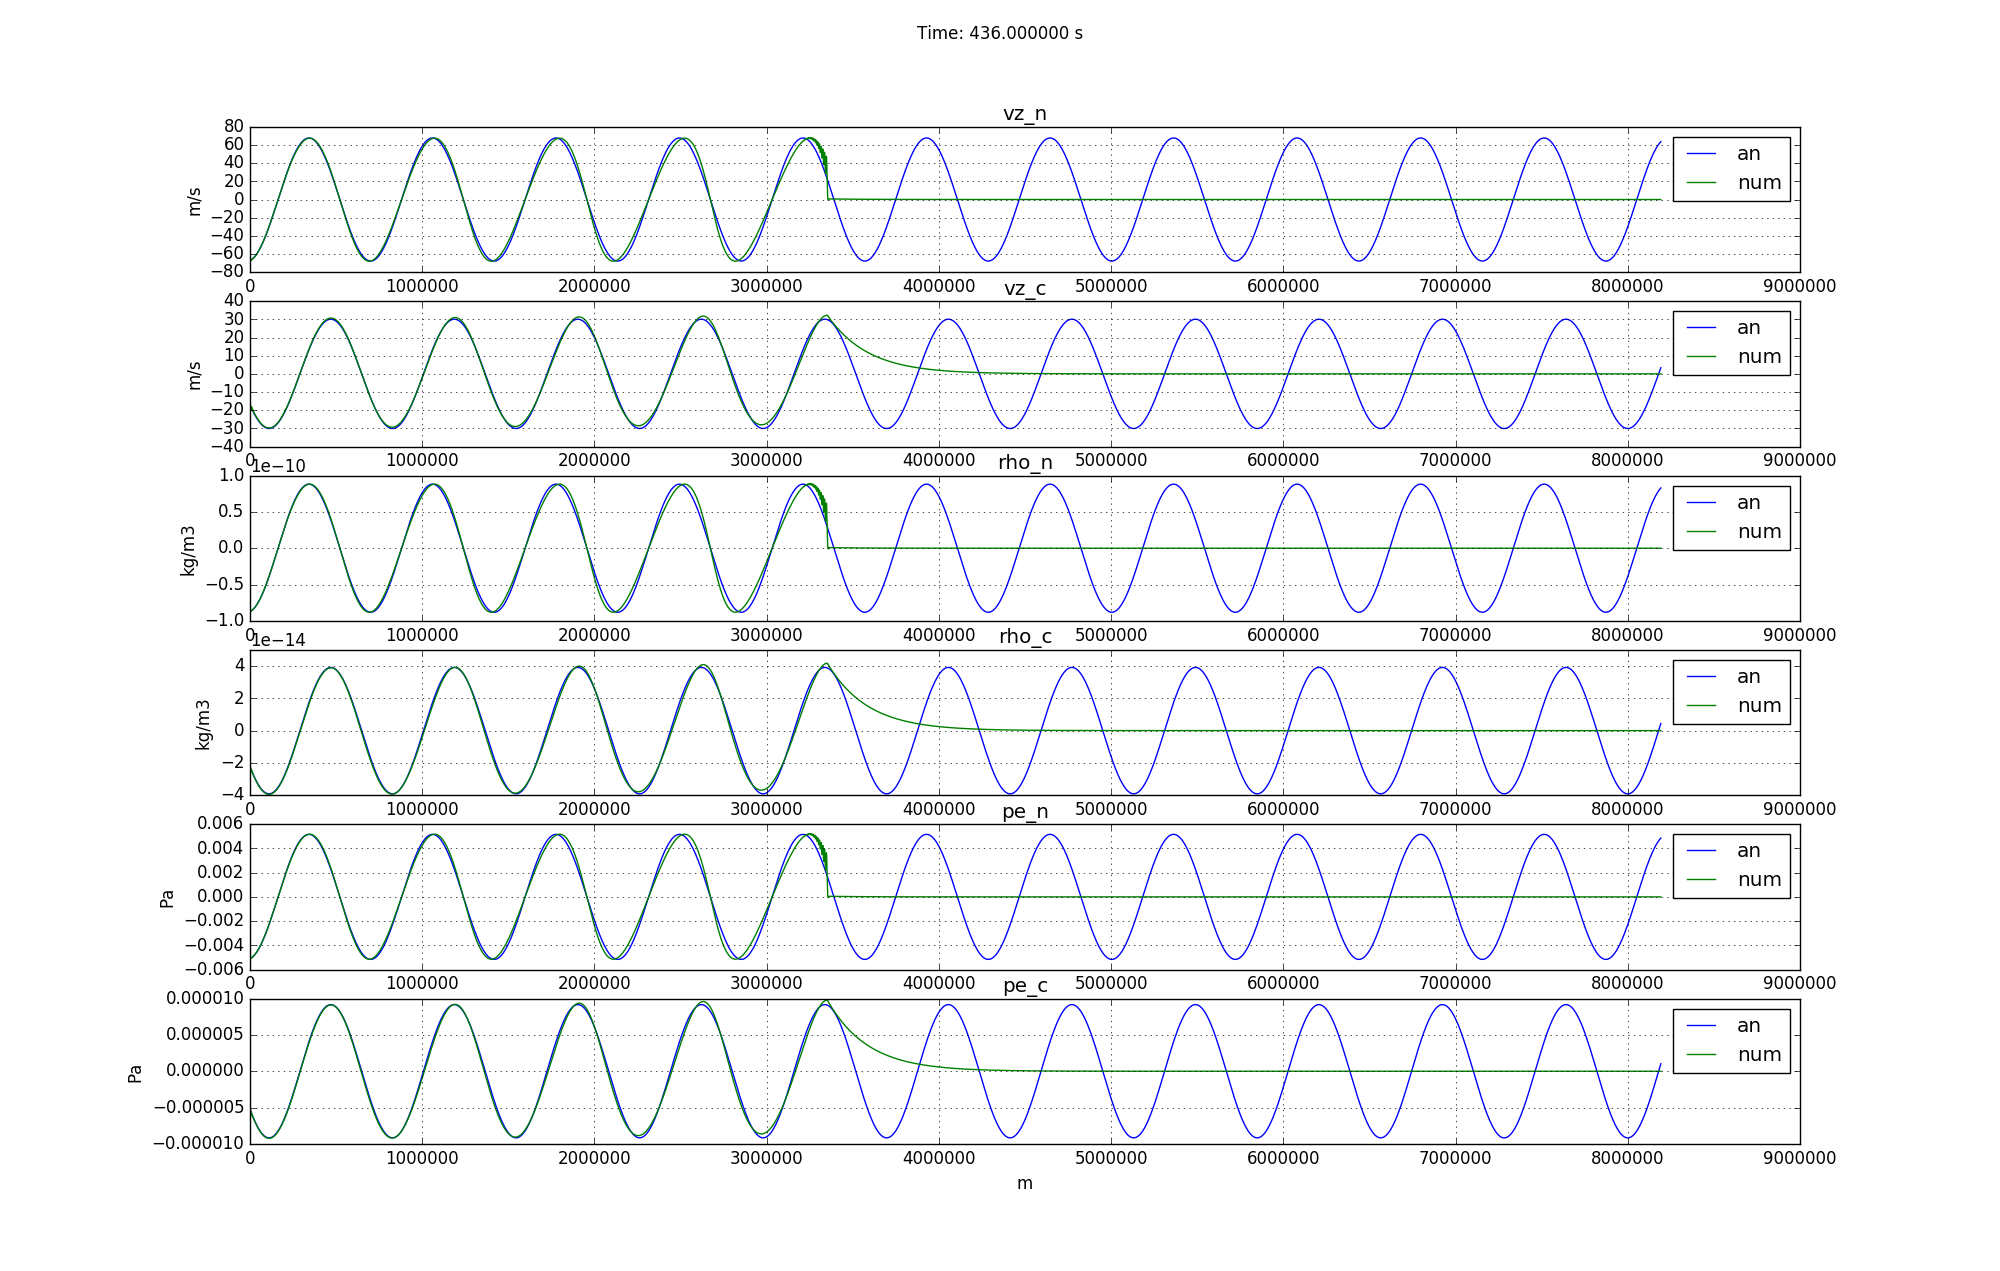 Time: 436.000000 s
vz_n
80
60
40
20
0
−20
−40
−60
−80
m/s
an
num
0 1000000 2000000 3000000 4000000 5000000 6000000 7000000 8000000 9000000
vz_c
40
30
20
10
0
−10
−20
−30
−40
m/s
an
num
0 1000000 2000000 3000000 4000000 5000000 6000000 7000000 8000000 9000000
1e−10
rho_n
1.0
0.5
0.0
−0.5
−1.0
kg/m3
an
num
0 1000000 2000000 3000000 4000000 5000000 6000000 7000000 8000000 9000000
1e−14
rho_c
4
2
0
−2
−4
kg/m3
an
num
0 1000000 2000000 3000000 4000000 5000000 6000000 7000000 8000000 9000000
pe_n
0.006
0.004
0.002
0.000
−0.002
−0.004
−0.006
Pa
an
num
0 1000000 2000000 3000000 4000000 5000000 6000000 7000000 8000000 9000000
pe_c
0.000010
0.000005
0.000000
−0.000005
−0.000010
Pa
an
num
0 1000000 2000000 3000000 4000000 5000000 6000000 7000000 8000000 9000000
m